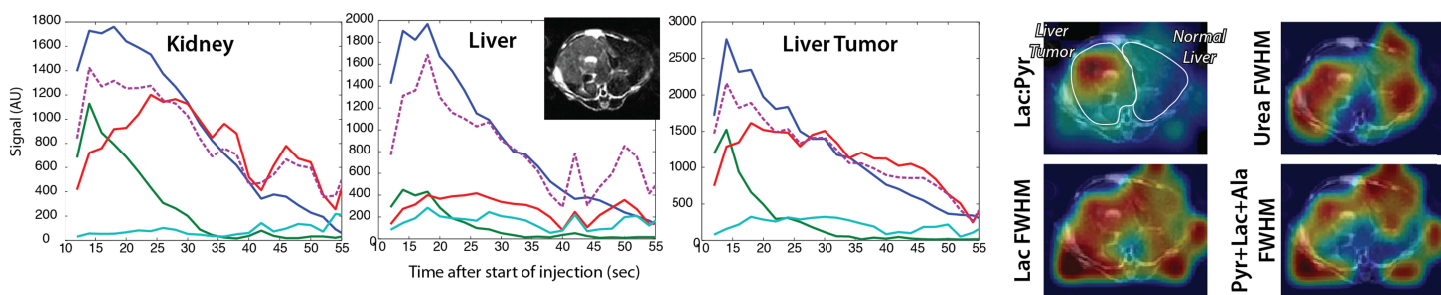 Kidney
Signal (AU)
1800
1600
1400
1200
1000
800
600
400
200
0
10 15 20 25 30 35 40 45 50 55
Liver
2000
1800
1600
1400
1200
1000
800
600
400
200
0
10 15 20 25 30 35 40 45 50 55
Time after start of injection (sec)
Liver Tumor
3000
2500
2000
1500
1000
500
0
10 15 20 25 30 35 40 45 50 55
Lac:Pyr
Liver
Tumor
Normal
Liver
Urea FWHM
Lac FWHM
Pyr+Lac+Ala
FWHM